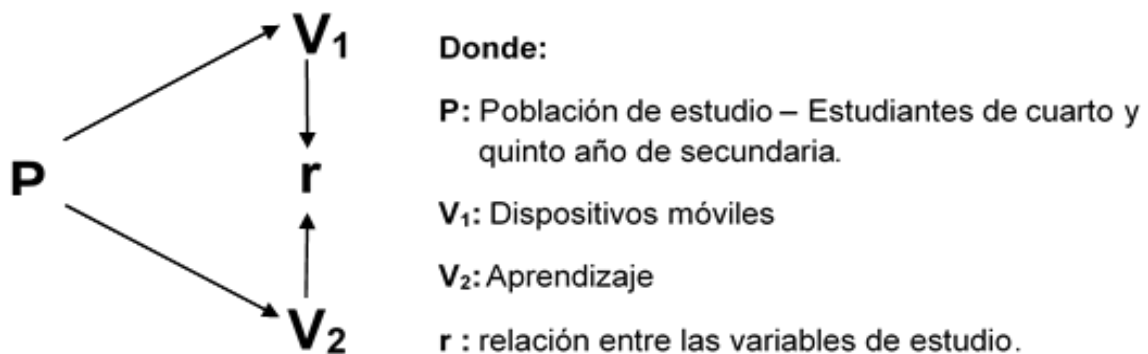 V₁
P
r
V₂
Donde:
P: Población de estudio – Estudiantes de cuarto y
quinto año de secundaria.
V₁: Dispositivos móviles
V₂: Aprendizaje
r : relación entre las variables de estudio.